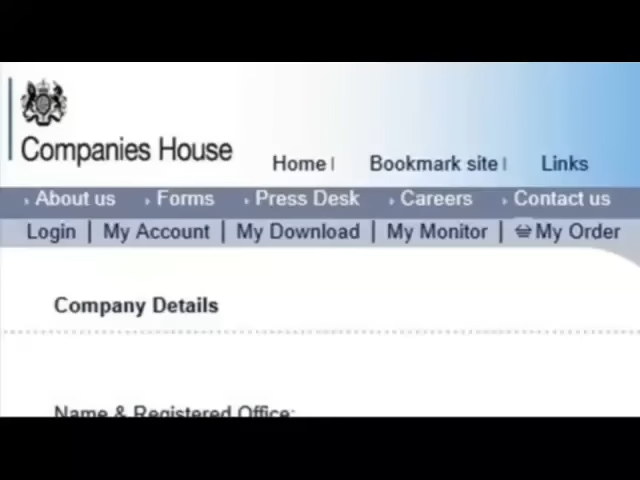 Companies House
Home | Bookmark site | Links
About us Forms Press Desk Careers Contact us
Login | My Account | My Download | My Monitor | My Order
Company Details
Name & Registered Office: